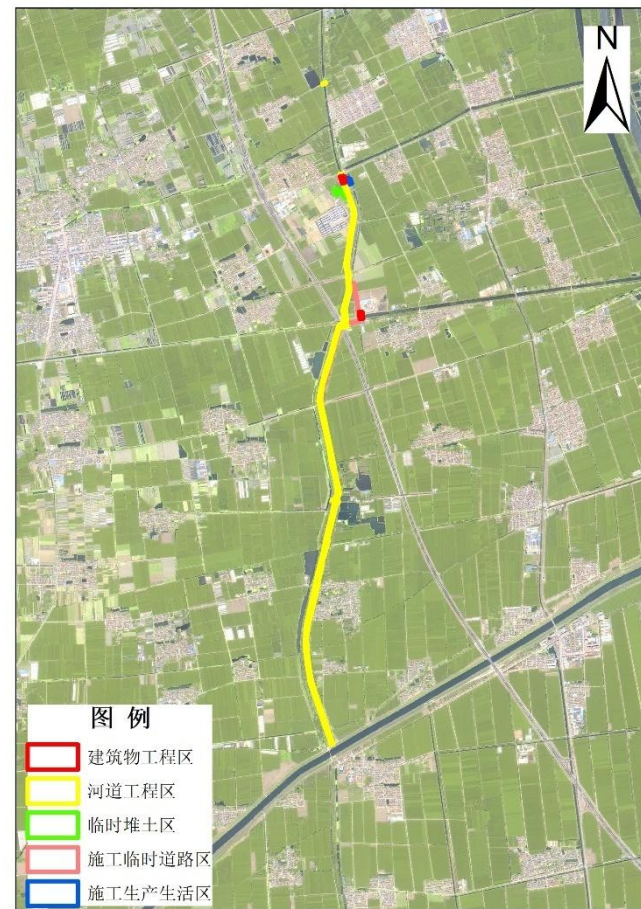 N
图 例
建筑物工程区
河道工程区
临时堆土区
施工临时道路区
施工生产生活区